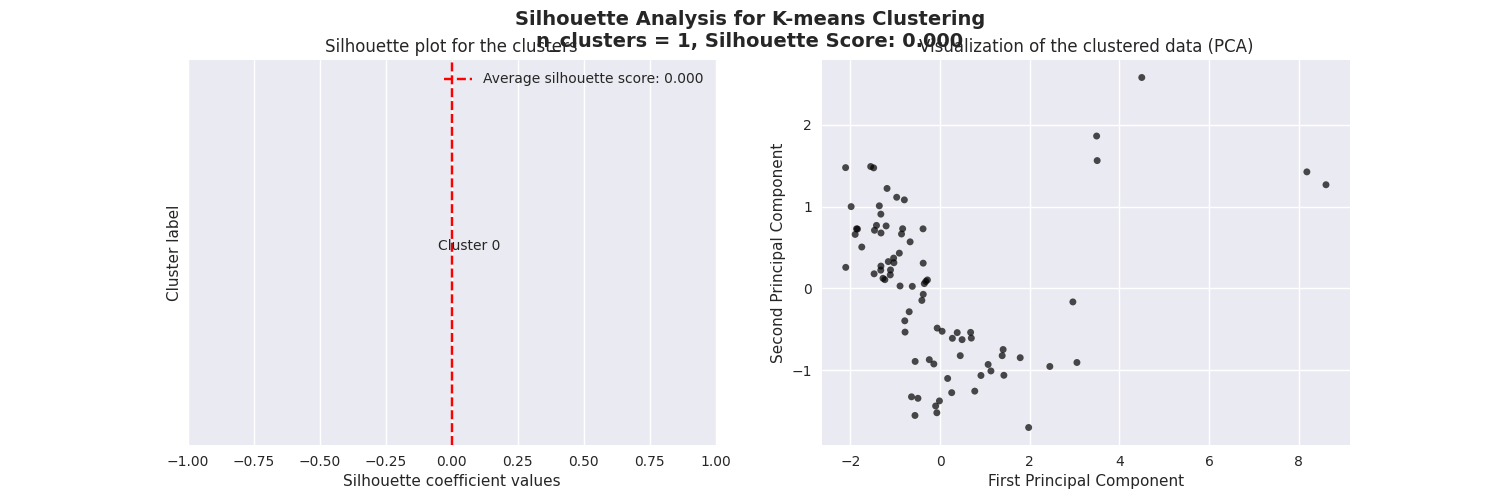 Silhouette Analysis for K-means Clustering
n_clusters = 1, Silhouette Score: 0.000
Silhouette plot for the clusters
Average silhouette score: 0.000
Cluster 0
Cluster label
−1.00 −0.75 −0.50 −0.25 0.00 0.25 0.50 0.75 1.00
Silhouette coefficient values
Visualization of the clustered data (PCA)
Second Principal Component
2
1
0
−1
−2 0 2 4 6 8
First Principal Component